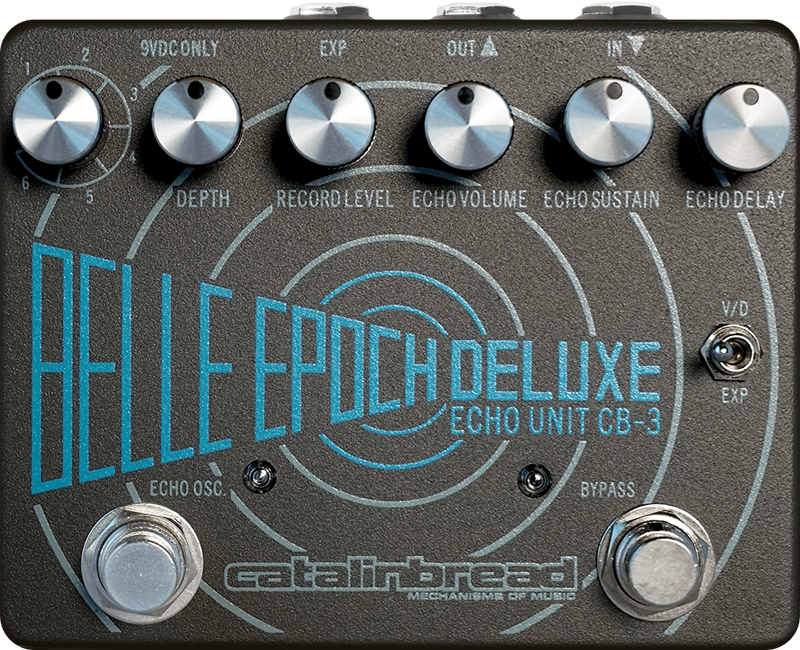 9VDC ONLY
EXP
OUT
IN
1
2
3
4
5
6
DEPTH
RECORD LEVEL
ECHO VOLUME
ECHO SUSTAIN
ECHO DELAY
V/D
EXP
BELLE EPOCH DELUXE
ECHO UNIT CB-3
ECHO OSC.
BYPASS
catalinbread
MECHANISMS OF MUSIC